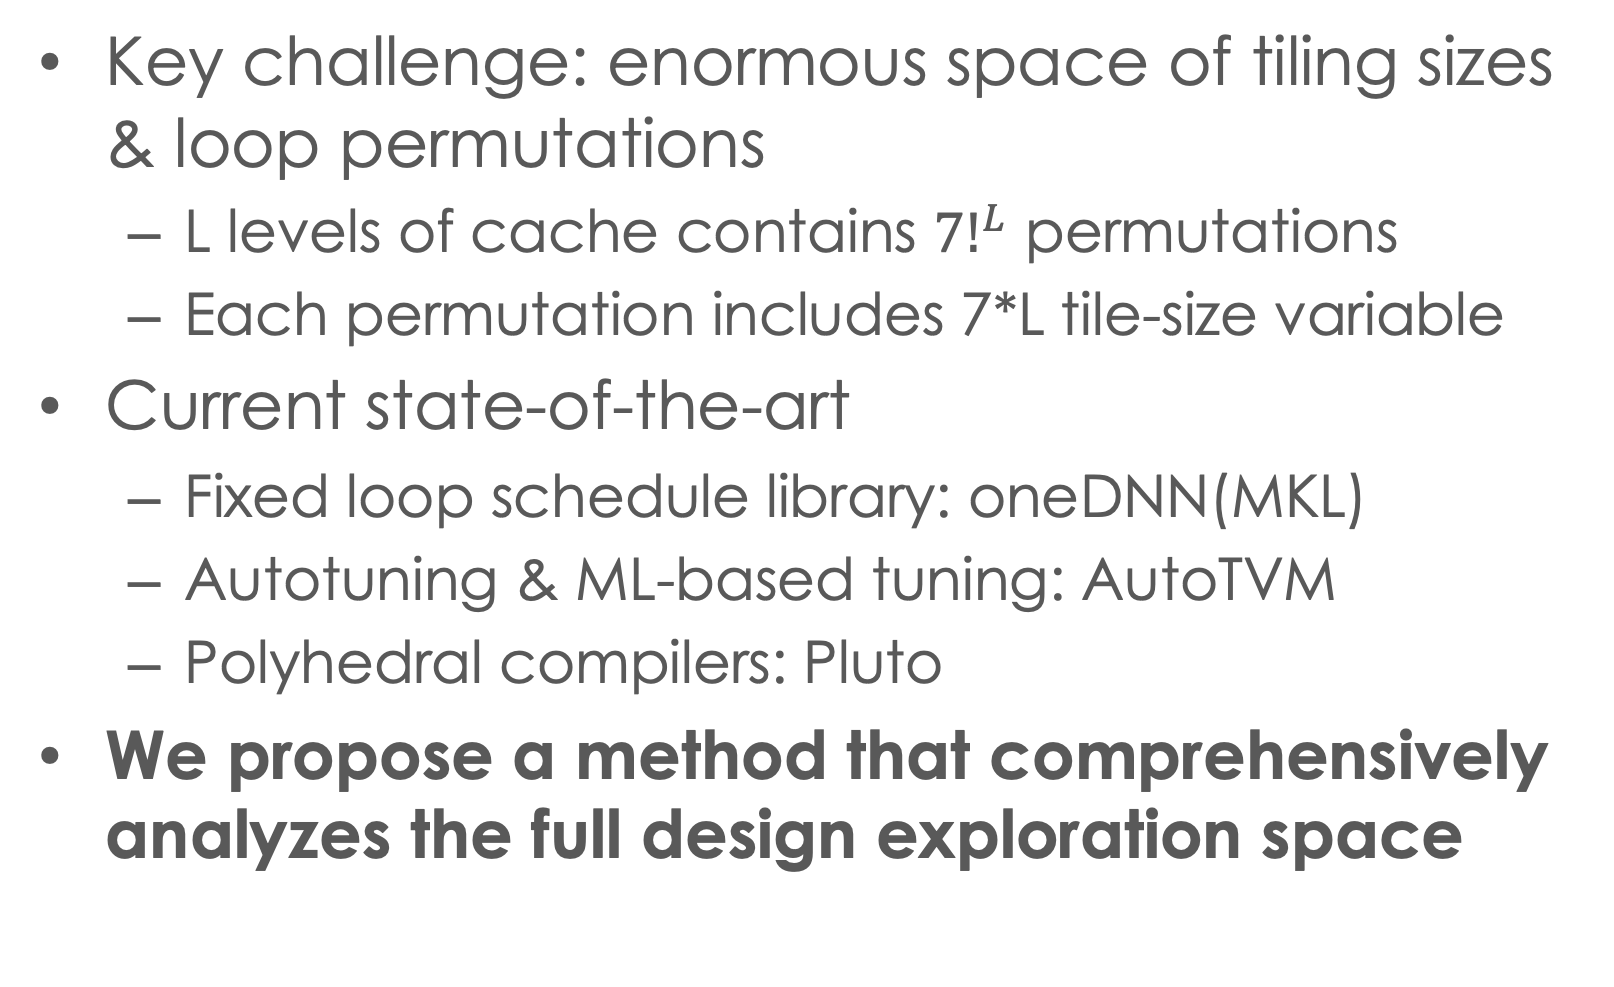 • Key challenge: enormous space of tiling sizes
& loop permutations
– L levels of cache contains 7!^L permutations
– Each permutation includes 7*L tile-size variable
• Current state-of-the-art
– Fixed loop schedule library: oneDNN(MKL)
– Autotuning & ML-based tuning: AutoTVM
– Polyhedral compilers: Pluto
• We propose a method that comprehensively
analyzes the full design exploration space